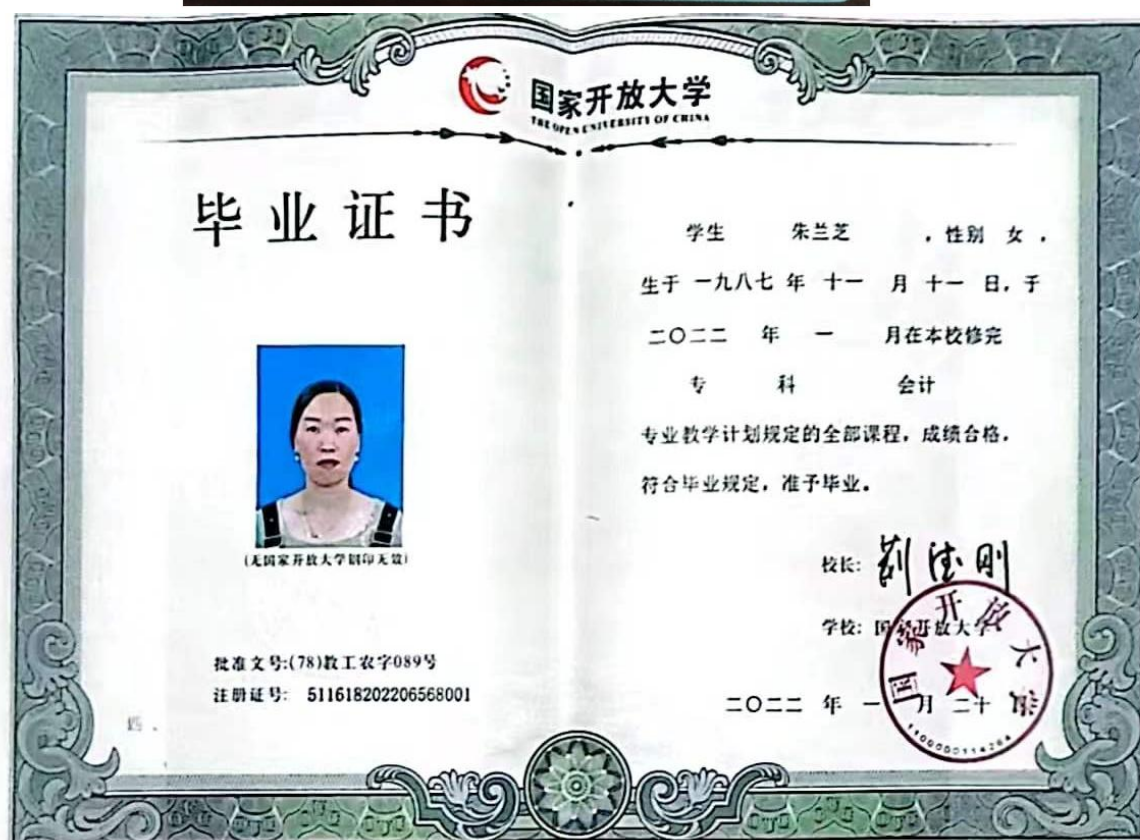 国家开放大学
THE OPEN UNIVERSITY OF CHINA
毕业证书
(无国家开放大学钢印无效)
批准文号:(78)教工农字089号
注册证号: 511618202206568001
学生 朱兰芝 ,性别 女 ,
生于 一九八七 年 十一 月 十一 日,于
二〇二二 年 一 月在本校修完
专 科 会计
专业教学计划规定的全部课程,成绩合格,
符合毕业规定,准予毕业。
校长:
学校: 国家开放大学
二〇二二 年 一 月 二十
国家开放大学